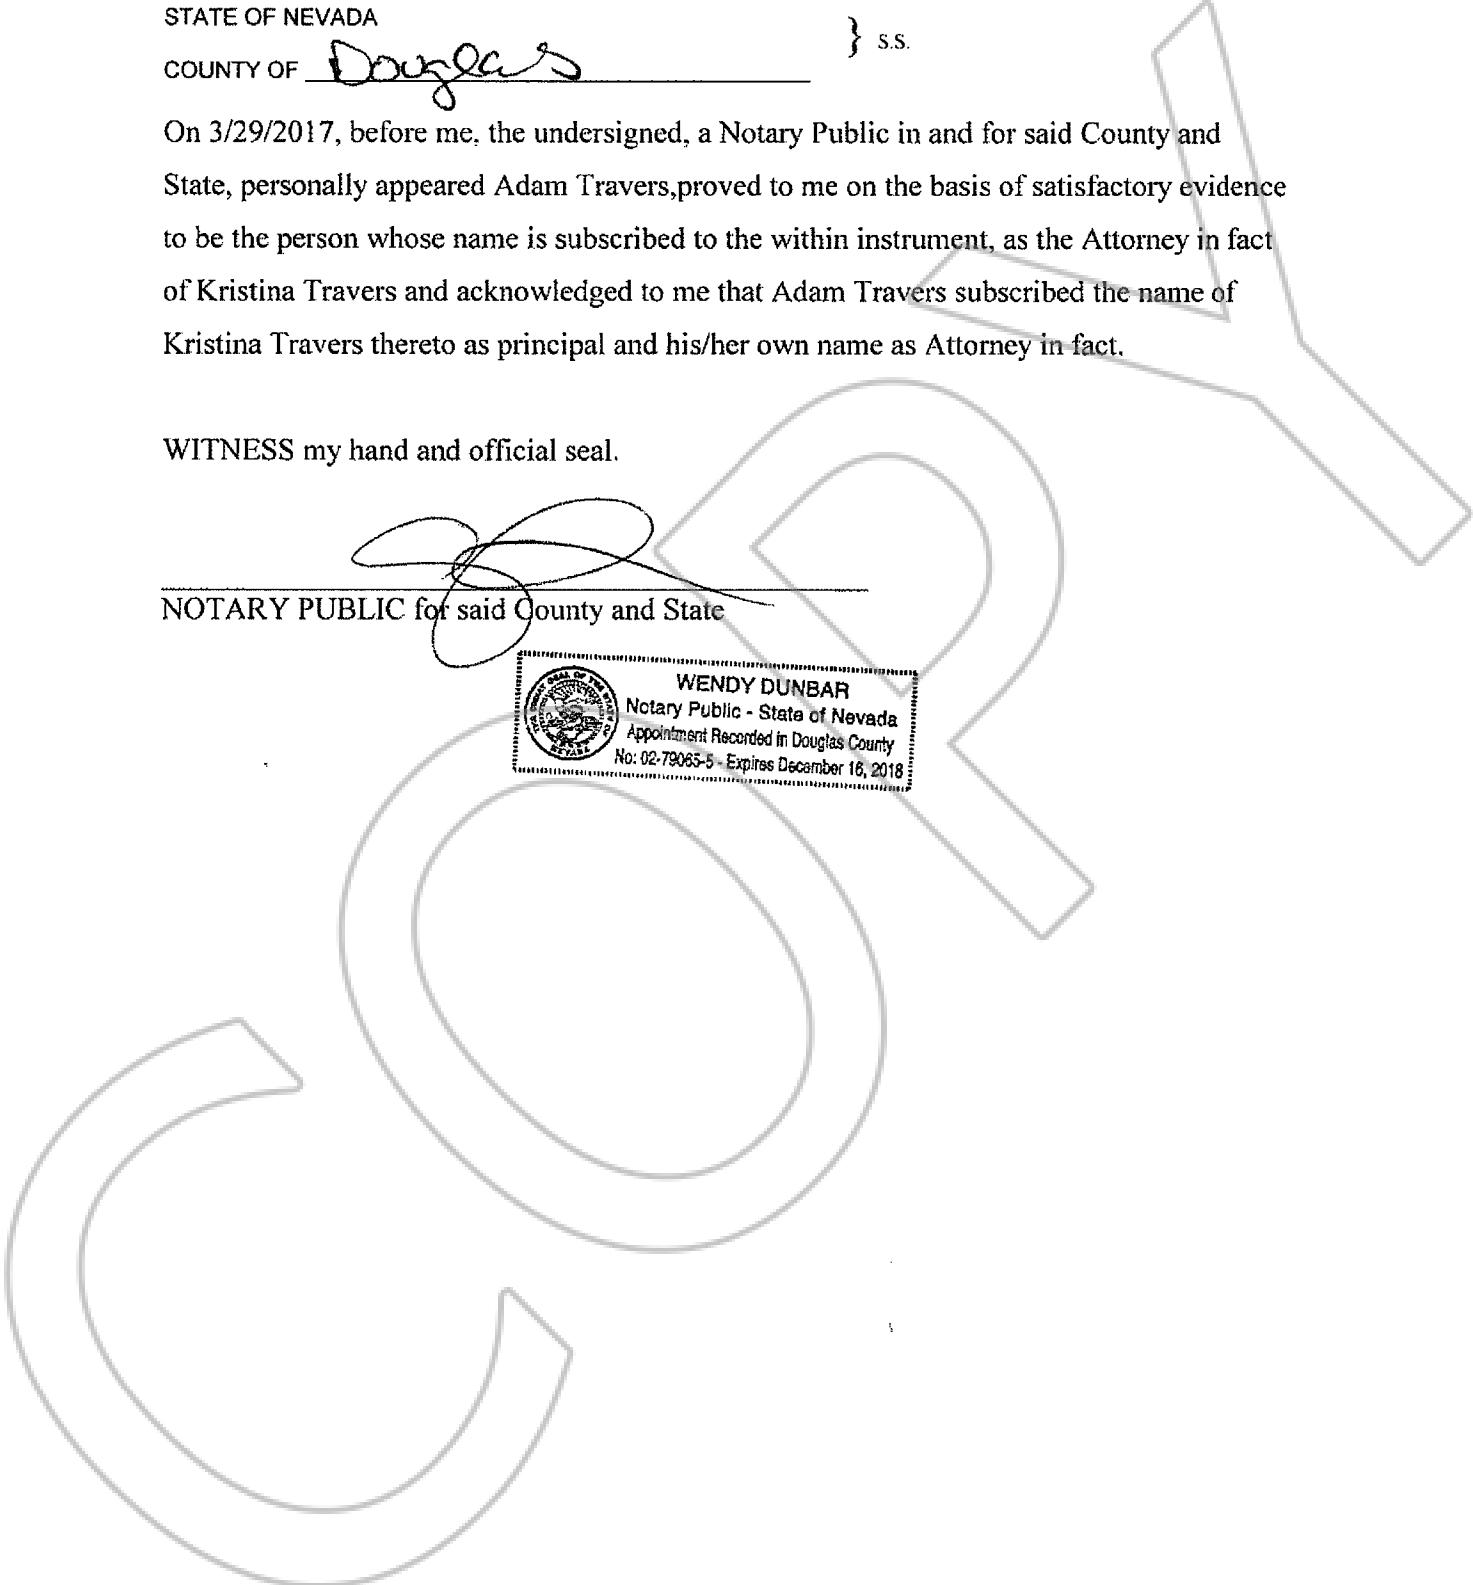 STATE OF NEVADA
} s.s.
COUNTY OF Douglas
On 3/29/2017, before me, the undersigned, a Notary Public in and for said County and
State, personally appeared Adam Travers,proved to me on the basis of satisfactory evidence
to be the person whose name is subscribed to the within instrument, as the Attorney in fact
of Kristina Travers and acknowledged to me that Adam Travers subscribed the name of
Kristina Travers thereto as principal and his/her own name as Attorney in fact.
WITNESS my hand and official seal.
NOTARY PUBLIC for said County and State
WENDY DUNBAR
Notary Public - State of Nevada
Appointment Recorded in Douglas County
No: 02-79065-5 - Expires December 16, 2018
COPY